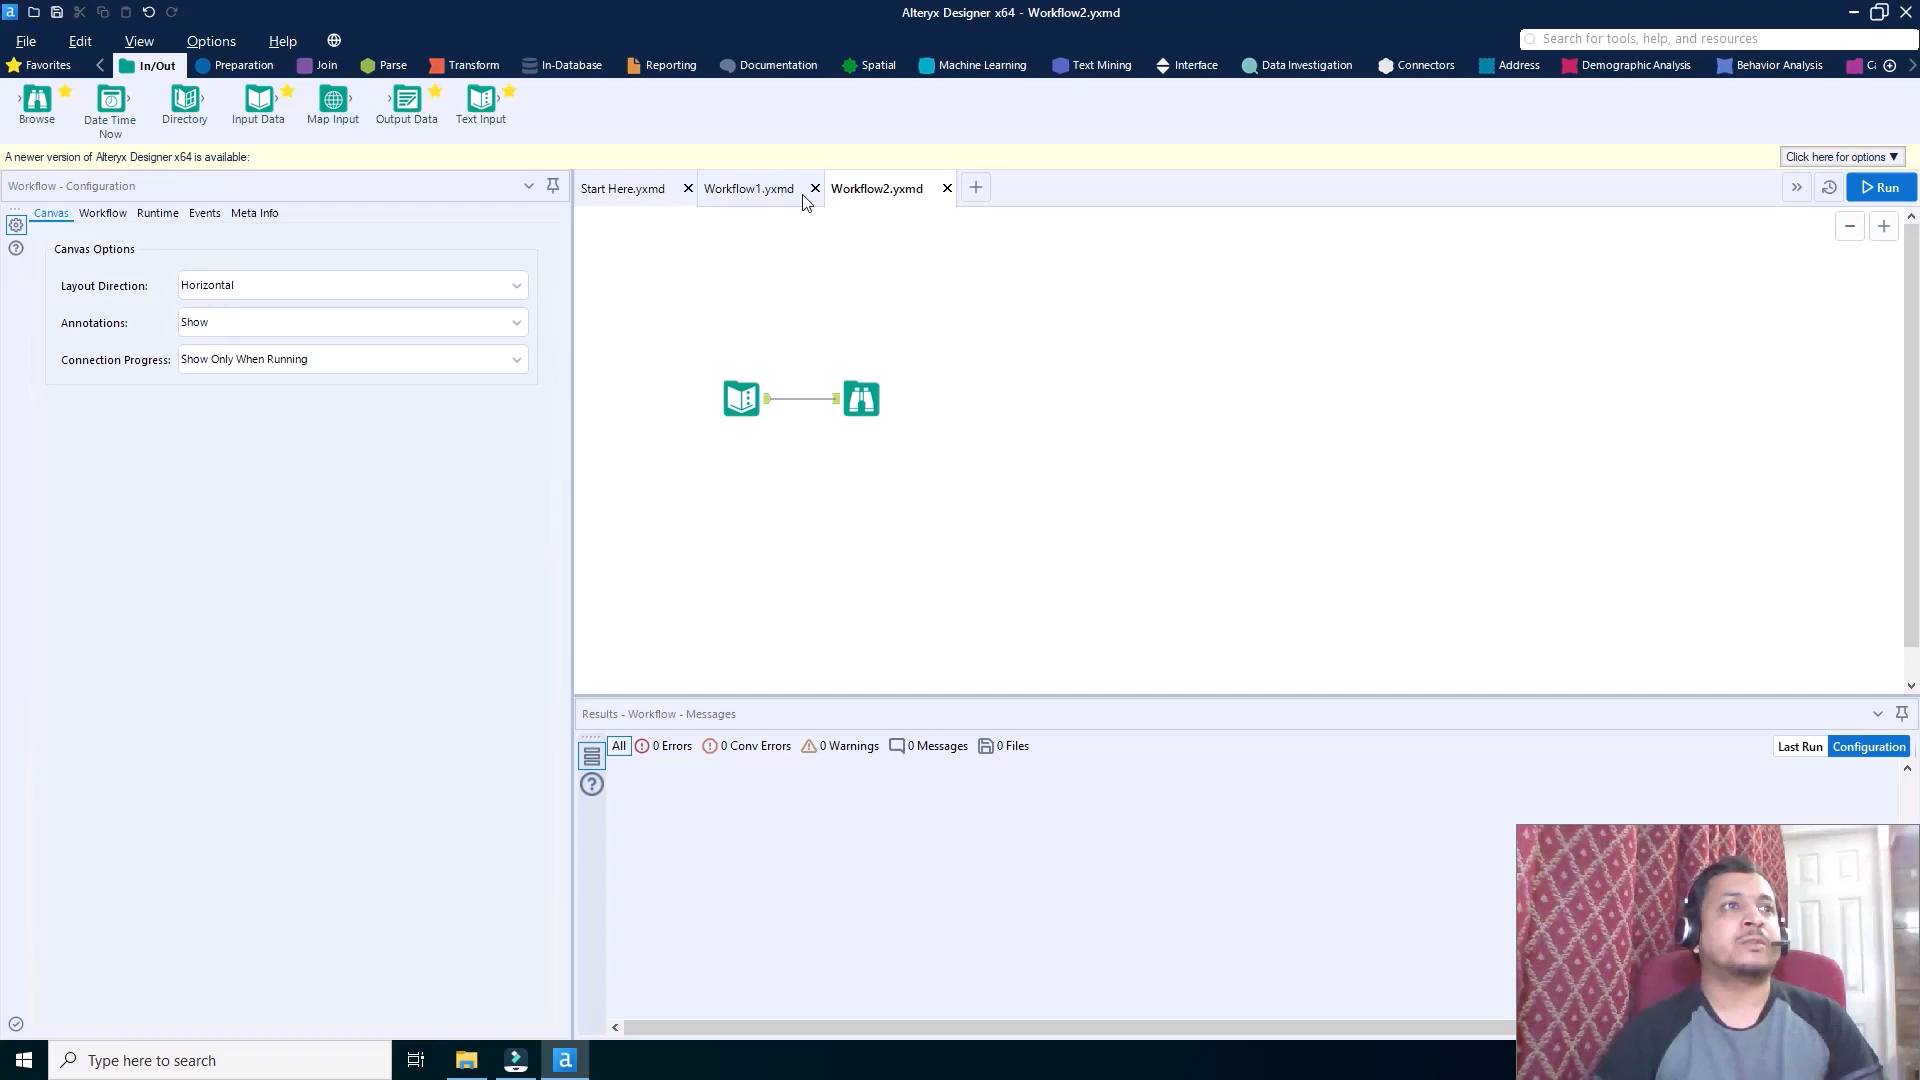 Alteryx Designer x64 - Workflow2.yxmd
File Edit View Options Help
Search for tools, help, and resources
Favorites In/Out Preparation Join Parse Transform In-Database Reporting Documentation Spatial Machine Learning Text Mining Interface Data Investigation Connectors Address Demographic Analysis Behavior Analysis
Browse Date Time Now Directory Input Data Map Input Output Data Text Input
A newer version of Alteryx Designer x64 is available:
Click here for options ▼
Workflow - Configuration
Start Here.yxmd Workflow1.yxmd Workflow2.yxmd
Run
Canvas Workflow Runtime Events Meta Info
Canvas Options
Layout Direction: Horizontal
Annotations: Show
Connection Progress: Show Only When Running
Results - Workflow - Messages
All 0 Errors 0 Conv Errors 0 Warnings 0 Messages 0 Files
Last Run Configuration
Type here to search